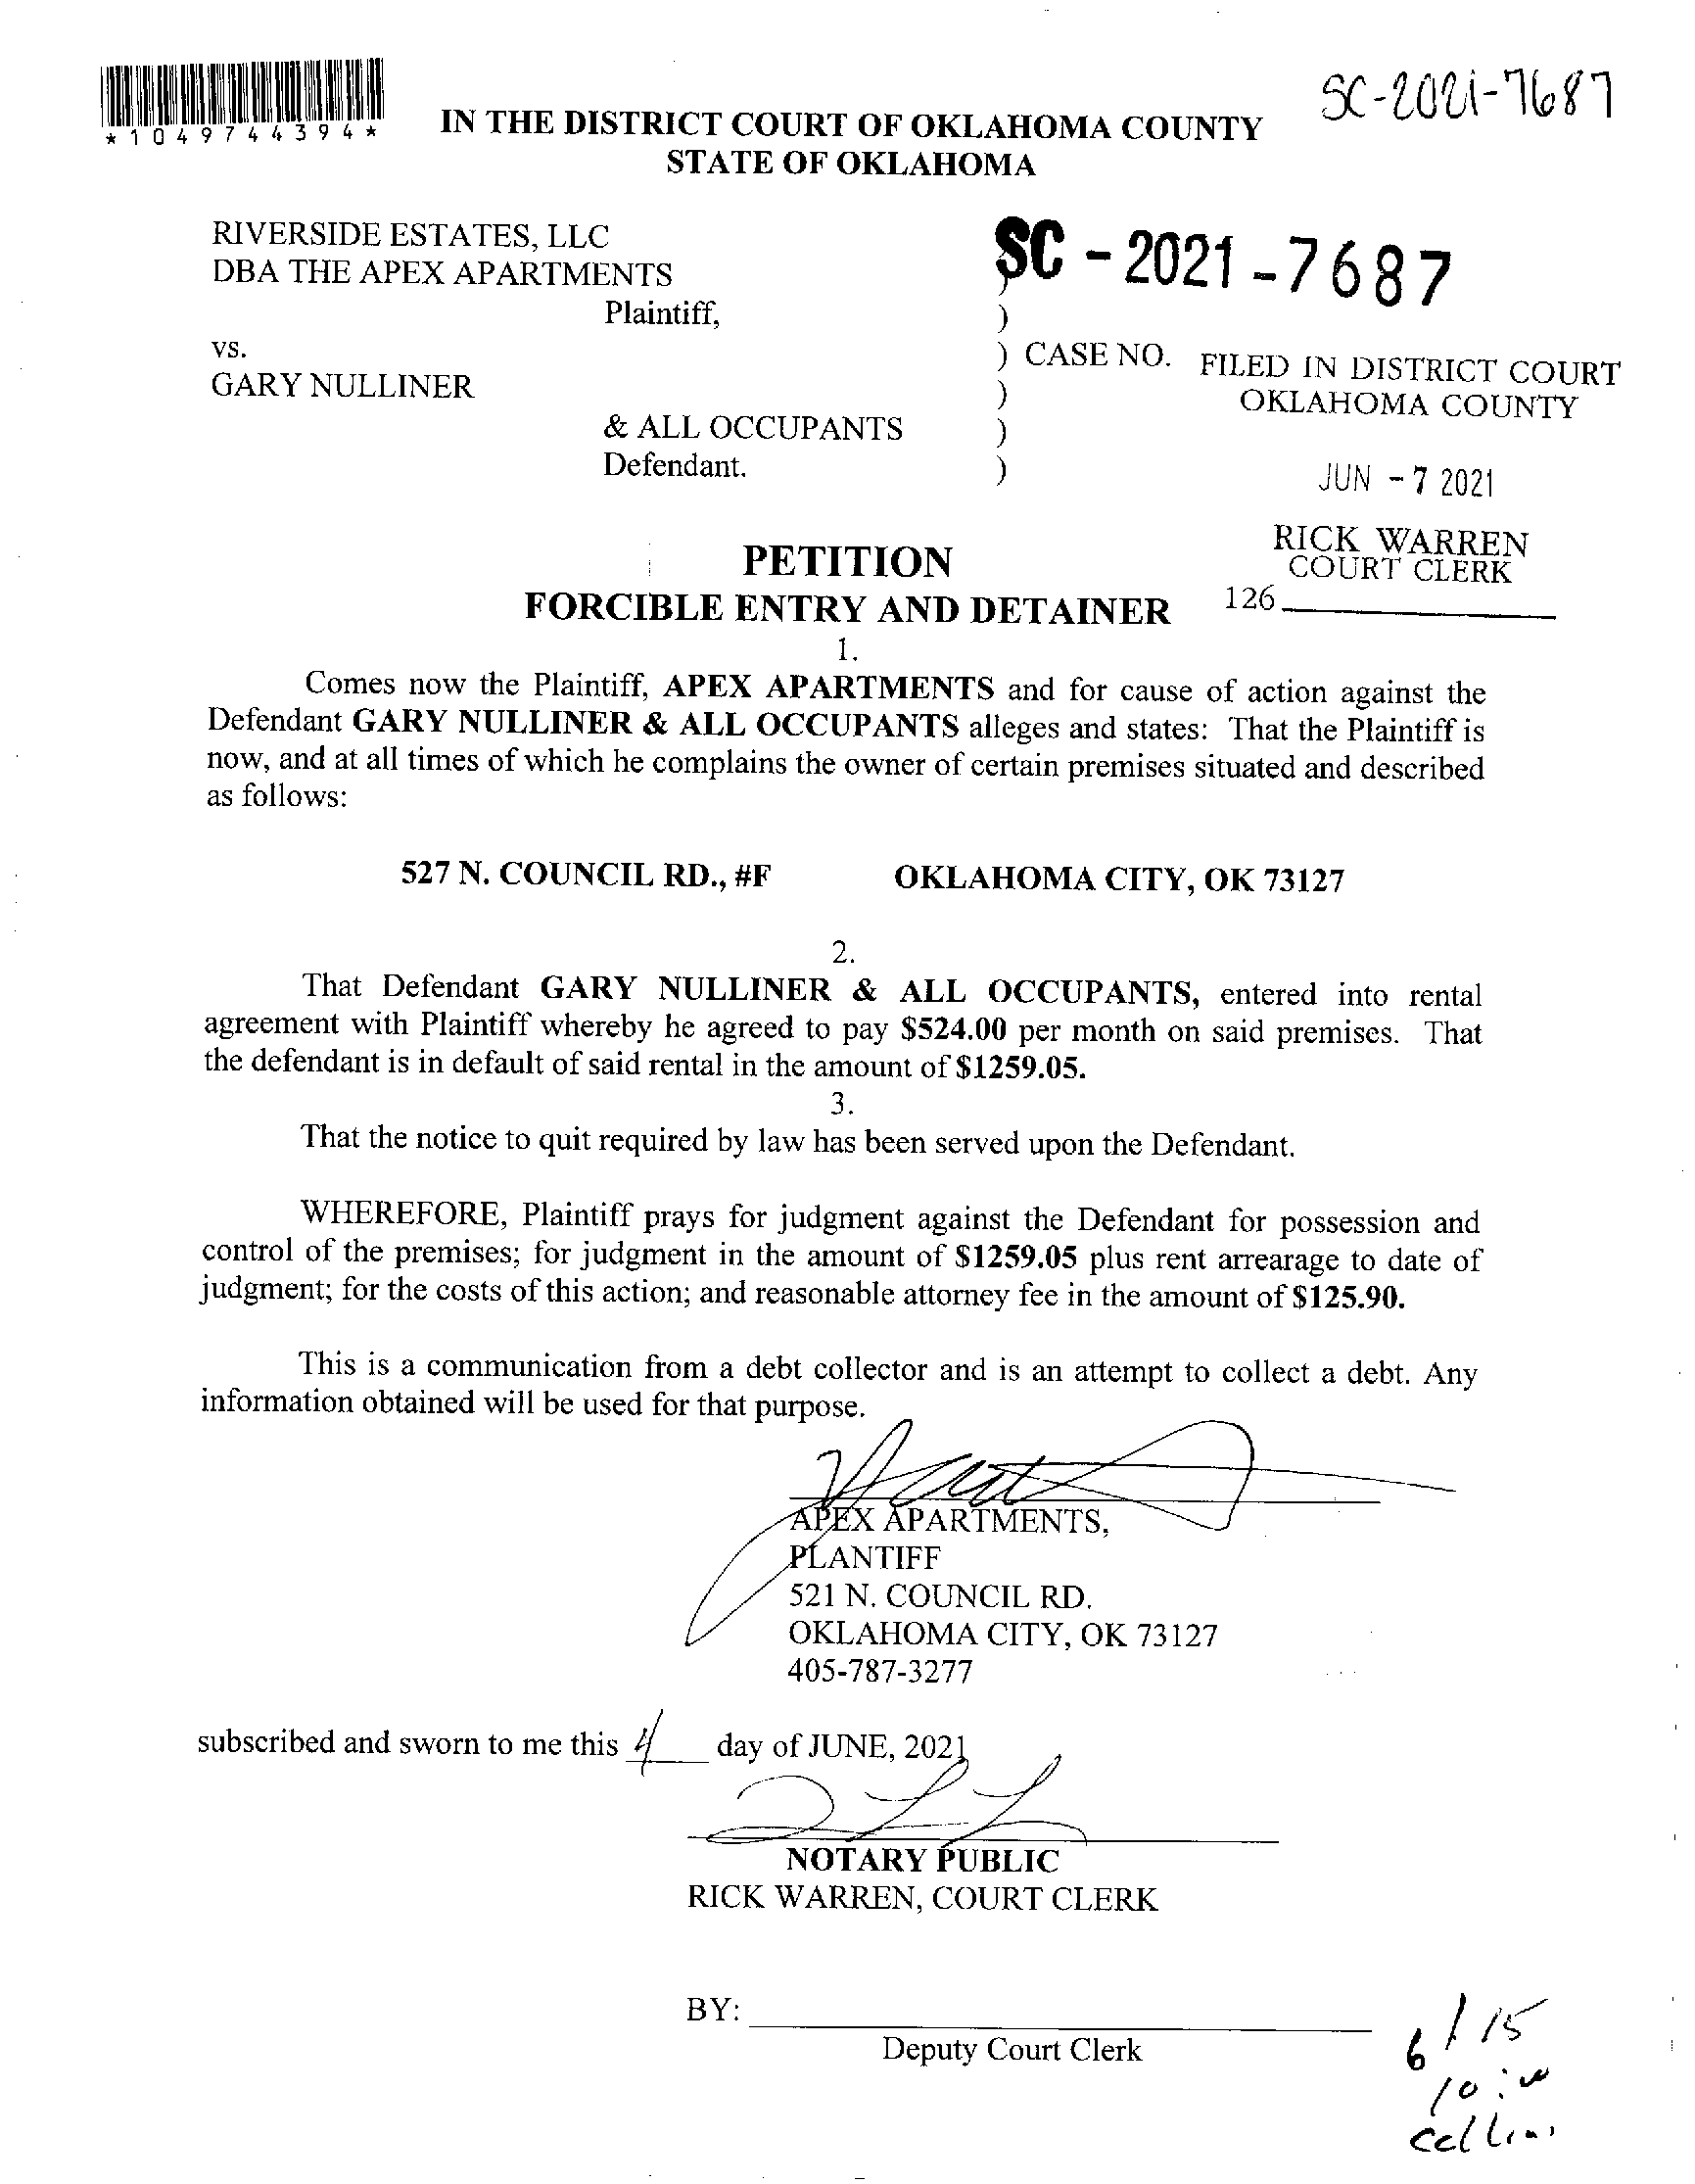 SC-2021-7687
*1049744394*
IN THE DISTRICT COURT OF OKLAHOMA COUNTY
STATE OF OKLAHOMA
RIVERSIDE ESTATES, LLC
DBA THE APEX APARTMENTS
SC - 2021 - 7687
)
Plaintiff,
)
vs.
) CASE NO.
FILED IN DISTRICT COURT
OKLAHOMA COUNTY
GARY NULLINER
)
& ALL OCCUPANTS
)
Defendant.
)
JUN - 7 2021
RICK WARREN
COURT CLERK
126
PETITION
FORCIBLE ENTRY AND DETAINER
1.
Comes now the Plaintiff, APEX APARTMENTS and for cause of action against the
Defendant GARY NULLINER & ALL OCCUPANTS alleges and states: That the Plaintiff is
now, and at all times of which he complains the owner of certain premises situated and described
as follows:
527 N. COUNCIL RD., #F OKLAHOMA CITY, OK 73127
2.
That Defendant GARY NULLINER & ALL OCCUPANTS, entered into rental
agreement with Plaintiff whereby he agreed to pay $524.00 per month on said premises. That
the defendant is in default of said rental in the amount of $1259.05.
3.
That the notice to quit required by law has been served upon the Defendant.
WHEREFORE, Plaintiff prays for judgment against the Defendant for possession and
control of the premises; for judgment in the amount of $1259.05 plus rent arrearage to date of
judgment; for the costs of this action; and reasonable attorney fee in the amount of $125.90.
This is a communication from a debt collector and is an attempt to collect a debt. Any
information obtained will be used for that purpose.
APEX APARTMENTS,
PLANTIFF
521 N. COUNCIL RD.
OKLAHOMA CITY, OK 73127
405-787-3277
subscribed and sworn to me this 4 day of JUNE, 2021
NOTARY PUBLIC
RICK WARREN, COURT CLERK
BY:
Deputy Court Clerk
6/15
10:00